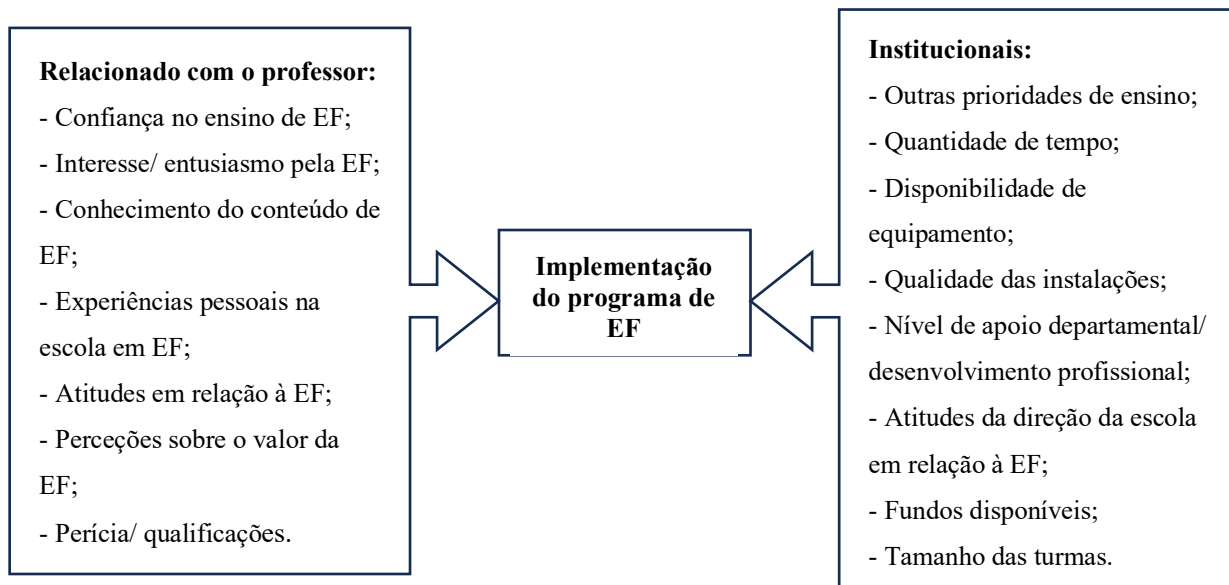 Relacionado com o professor:
- Confiança no ensino de EF;
- Interesse/ entusiasmo pela EF;
- Conhecimento do conteúdo de
EF;
- Experiências pessoais na
escola em EF;
- Atitudes em relação à EF;
- Perceções sobre o valor da
EF;
- Perícia/ qualificações.
Implementação
do programa de
EF
Institucionais:
- Outras prioridades de ensino;
- Quantidade de tempo;
- Disponibilidade de
equipamento;
- Qualidade das instalações;
- Nível de apoio departamental/
desenvolvimento profissional;
- Atitudes da direção da escola
em relação à EF;
- Fundos disponíveis;
- Tamanho das turmas.